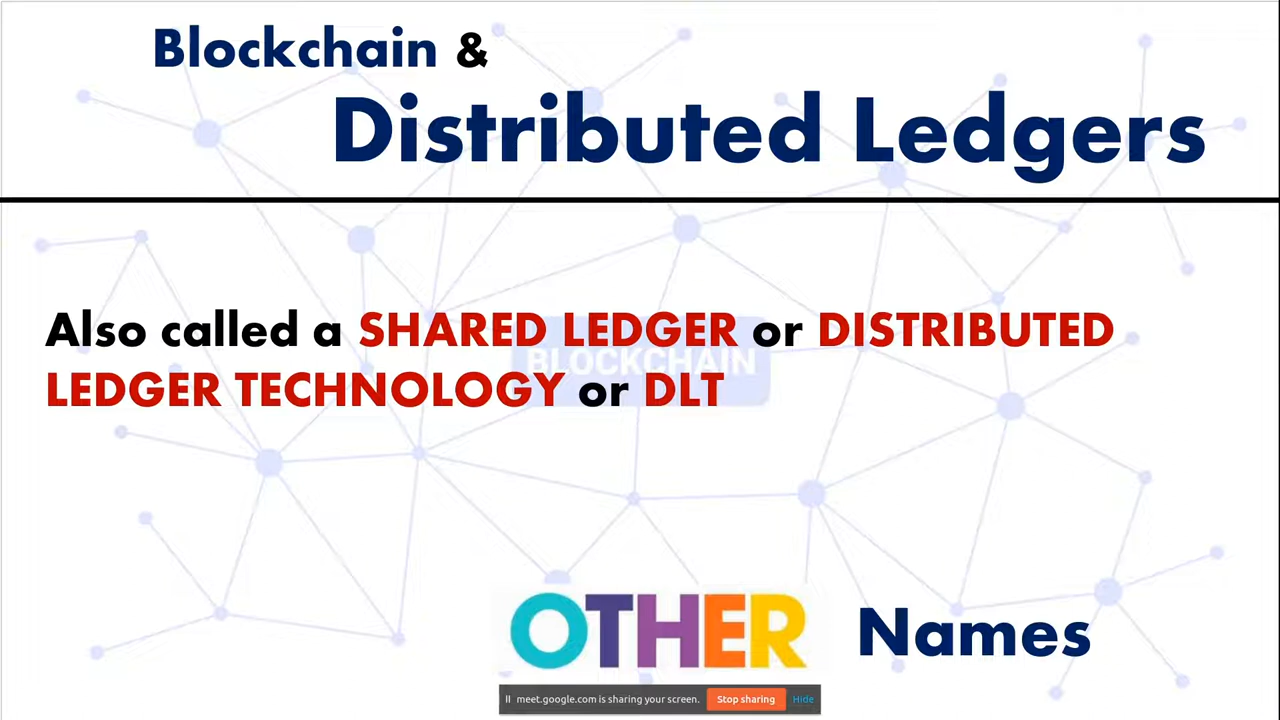 Blockchain &
Distributed Ledgers
Also called a SHARED LEDGER or DISTRIBUTED
BLOCKCHAIN
LEDGER TECHNOLOGY or DLT
OTHER Names
meet.google.com is sharing your screen. Stop sharing Hide